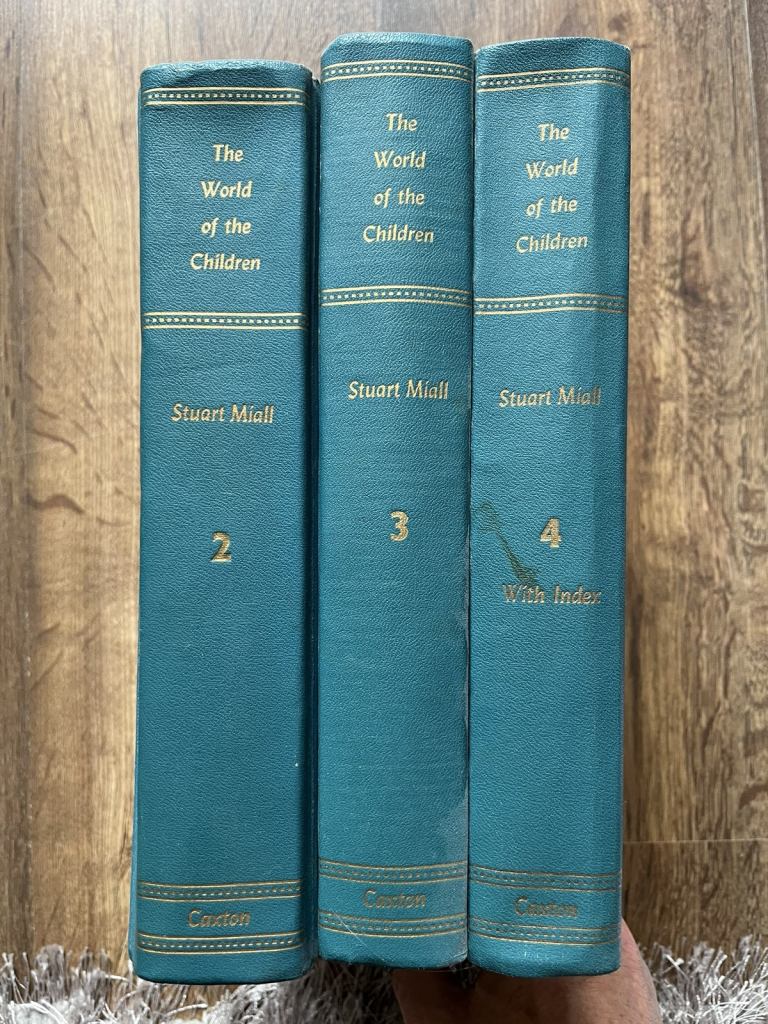 The
World
of the
Children
Stuart Miall
2
Caxton
The
World
of the
Children
Stuart Miall
3
Caxton
The
World
of the
Children
Stuart Miall
4
With Index
Caxton